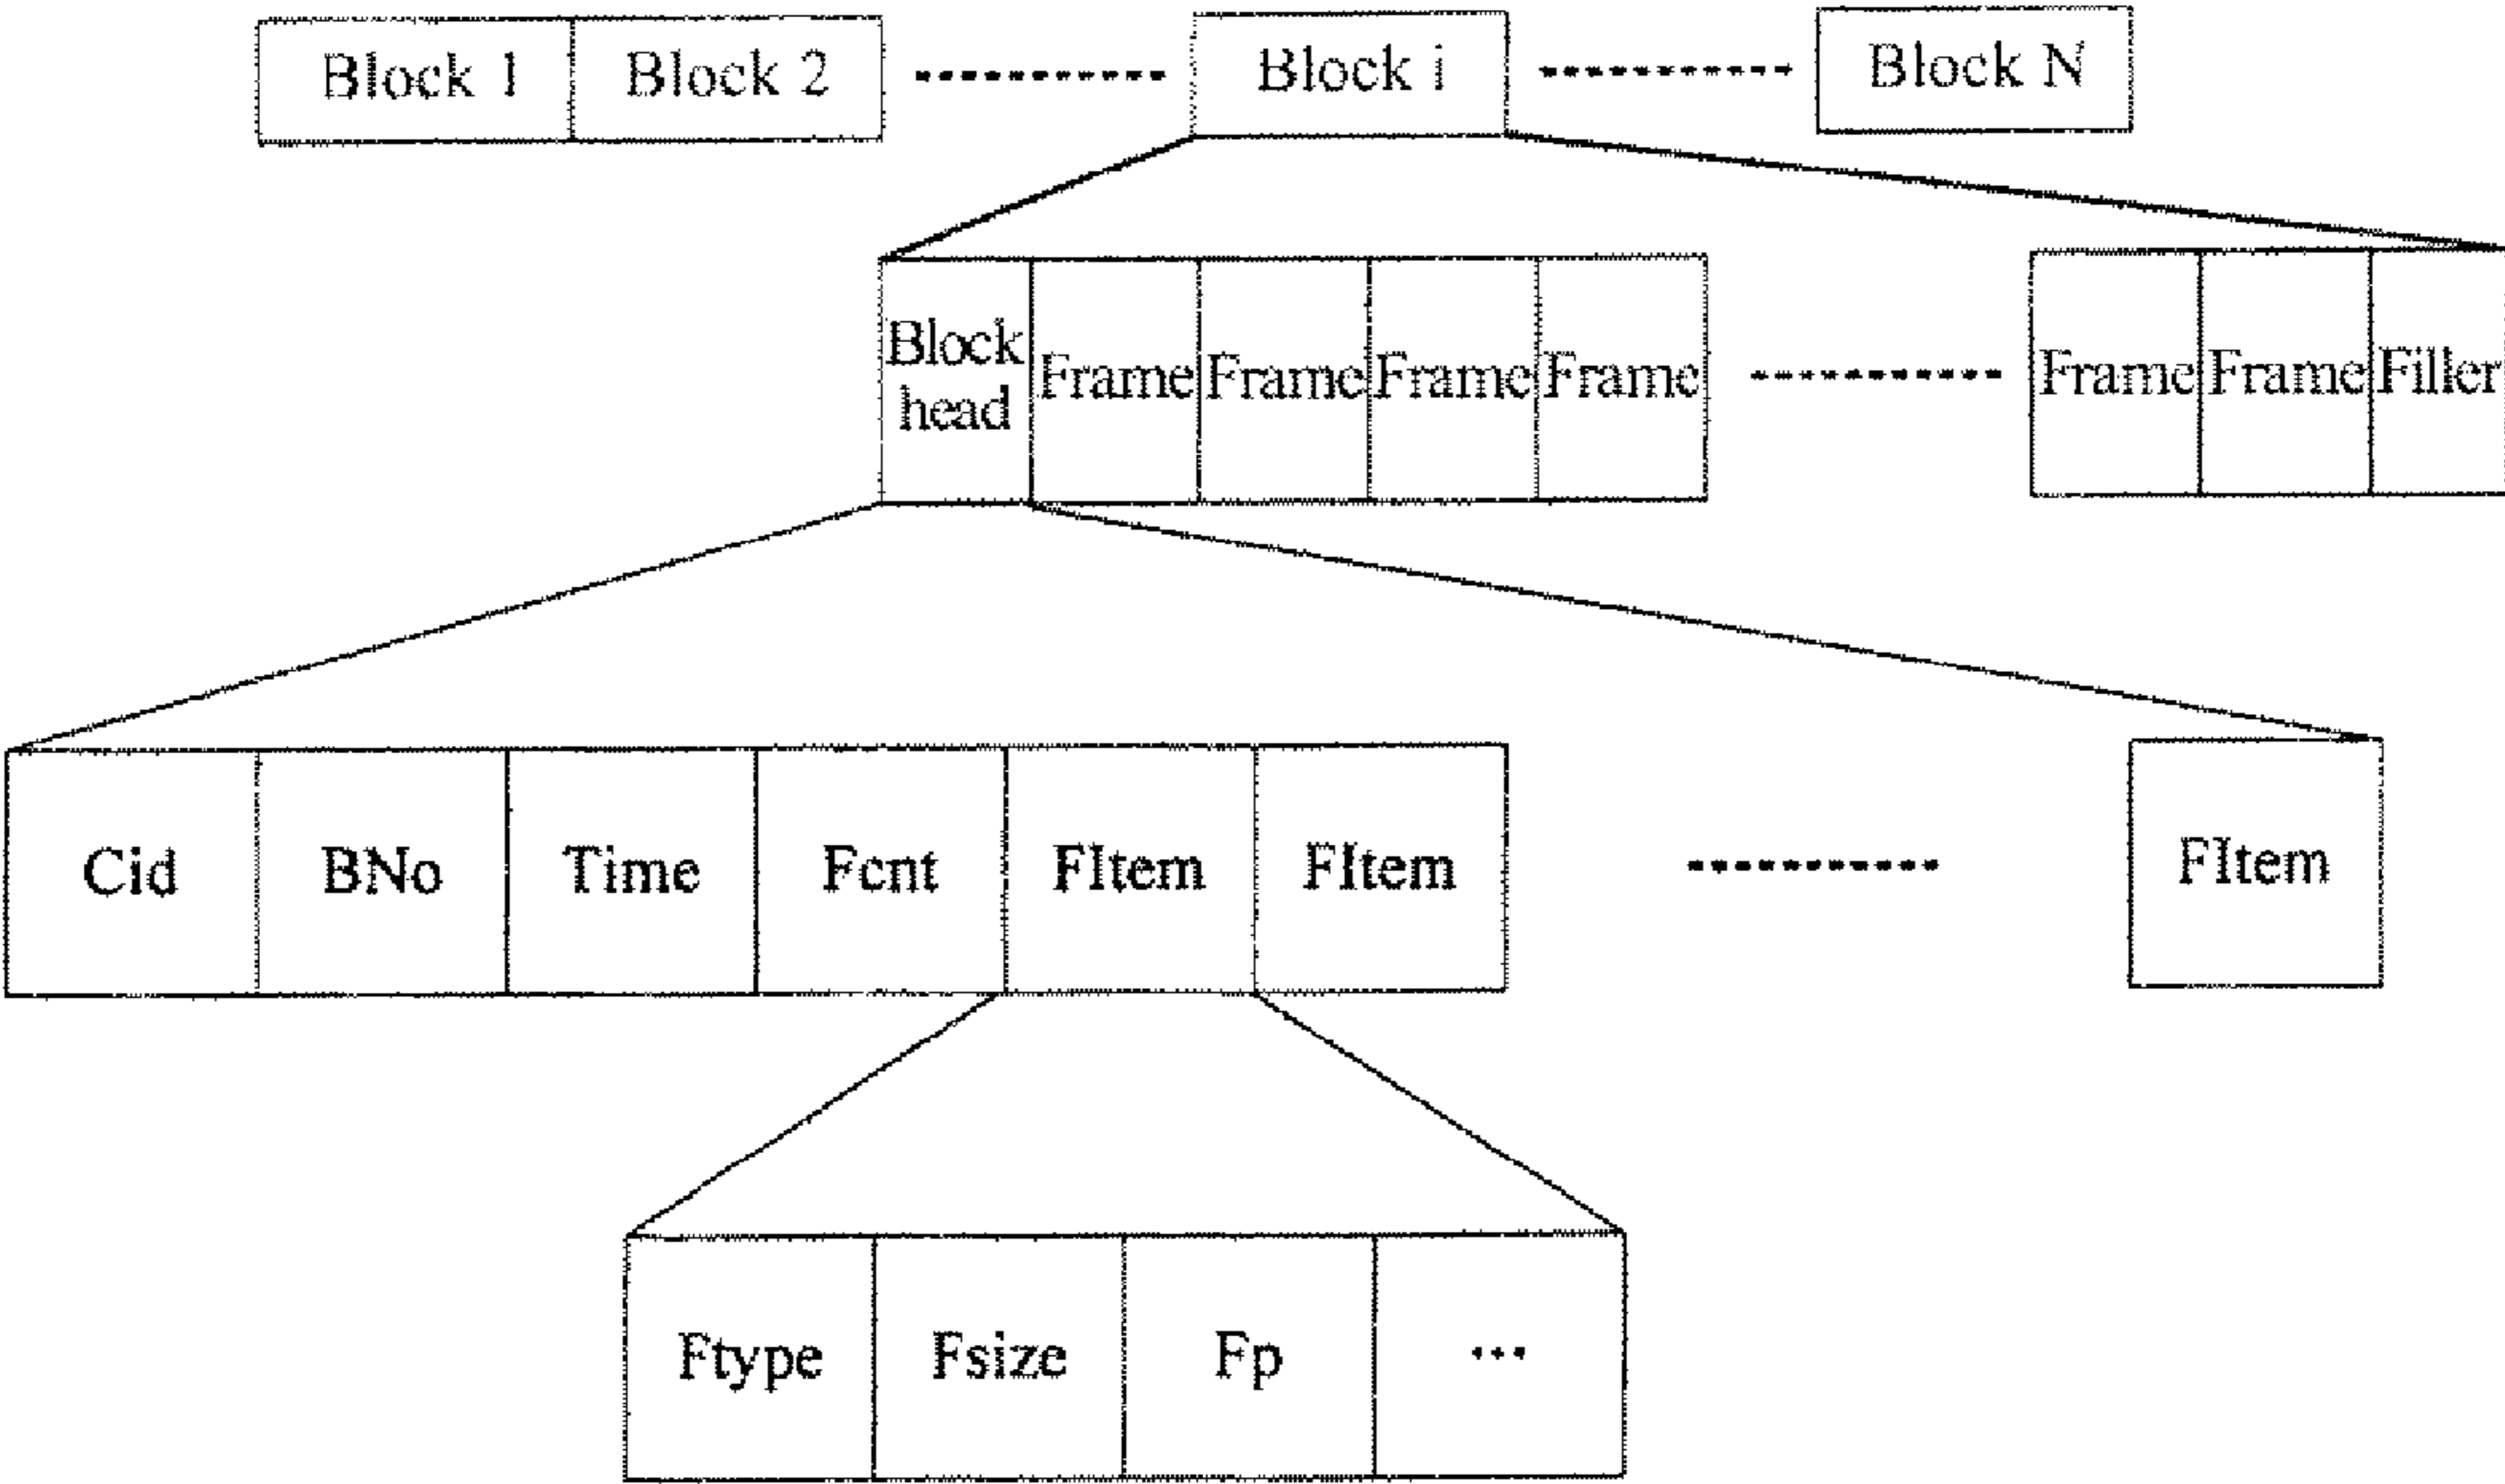 Block 1 Block 2 Block i Block N
Block
head
Frame Frame Frame Frame Frame Frame Filler
Cid BNo Time Fcnt FItem FItem FItem
Ftype Fsize Fp ...